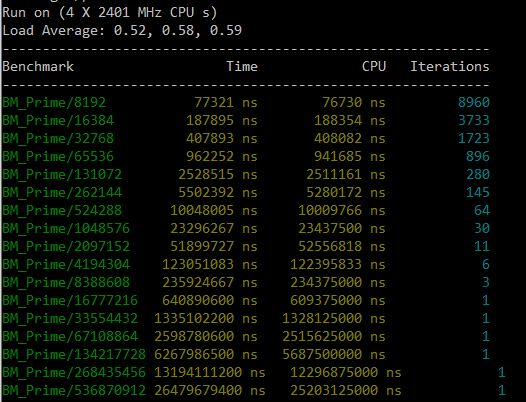 Run on (4 X 2401 MHz CPU s)
Load Average: 0.52, 0.58, 0.59
---------------------------------------------------------------
Benchmark Time CPU Iterations
---------------------------------------------------------------
BM_Prime/8192 77321 ns 76730 ns 8960
BM_Prime/16384 187895 ns 188354 ns 3733
BM_Prime/32768 407893 ns 408082 ns 1723
BM_Prime/65536 962252 ns 941685 ns 896
BM_Prime/131072 2528515 ns 2511161 ns 280
BM_Prime/262144 5502392 ns 5280172 ns 145
BM_Prime/524288 10048005 ns 10009766 ns 64
BM_Prime/1048576 23296267 ns 23437500 ns 30
BM_Prime/2097152 51899727 ns 52556818 ns 11
BM_Prime/4194304 123051083 ns 122395833 ns 6
BM_Prime/8388608 235924667 ns 234375000 ns 3
BM_Prime/16777216 640890600 ns 609375000 ns 1
BM_Prime/33554432 1335102200 ns 1328125000 ns 1
BM_Prime/67108864 2598780600 ns 2515625000 ns 1
BM_Prime/134217728 6267986500 ns 5687500000 ns 1
BM_Prime/268435456 13194111200 ns 12296875000 ns 1
BM_Prime/536870912 26479679400 ns 25203125000 ns 1